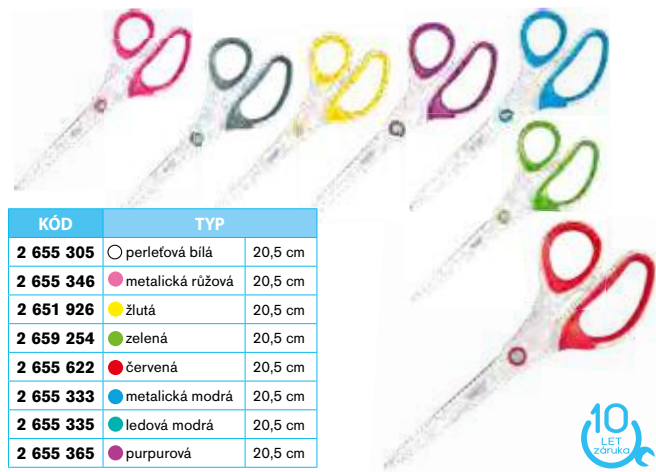 KÓD TYP
2 655 305 perleťová bílá 20,5 cm
2 655 346 metalická růžová 20,5 cm
2 651 926 žlutá 20,5 cm
2 659 254 zelená 20,5 cm
2 655 622 červená 20,5 cm
2 655 333 metalická modrá 20,5 cm
2 655 335 ledová modrá 20,5 cm
2 655 365 purpurová 20,5 cm
10
LET
záruka